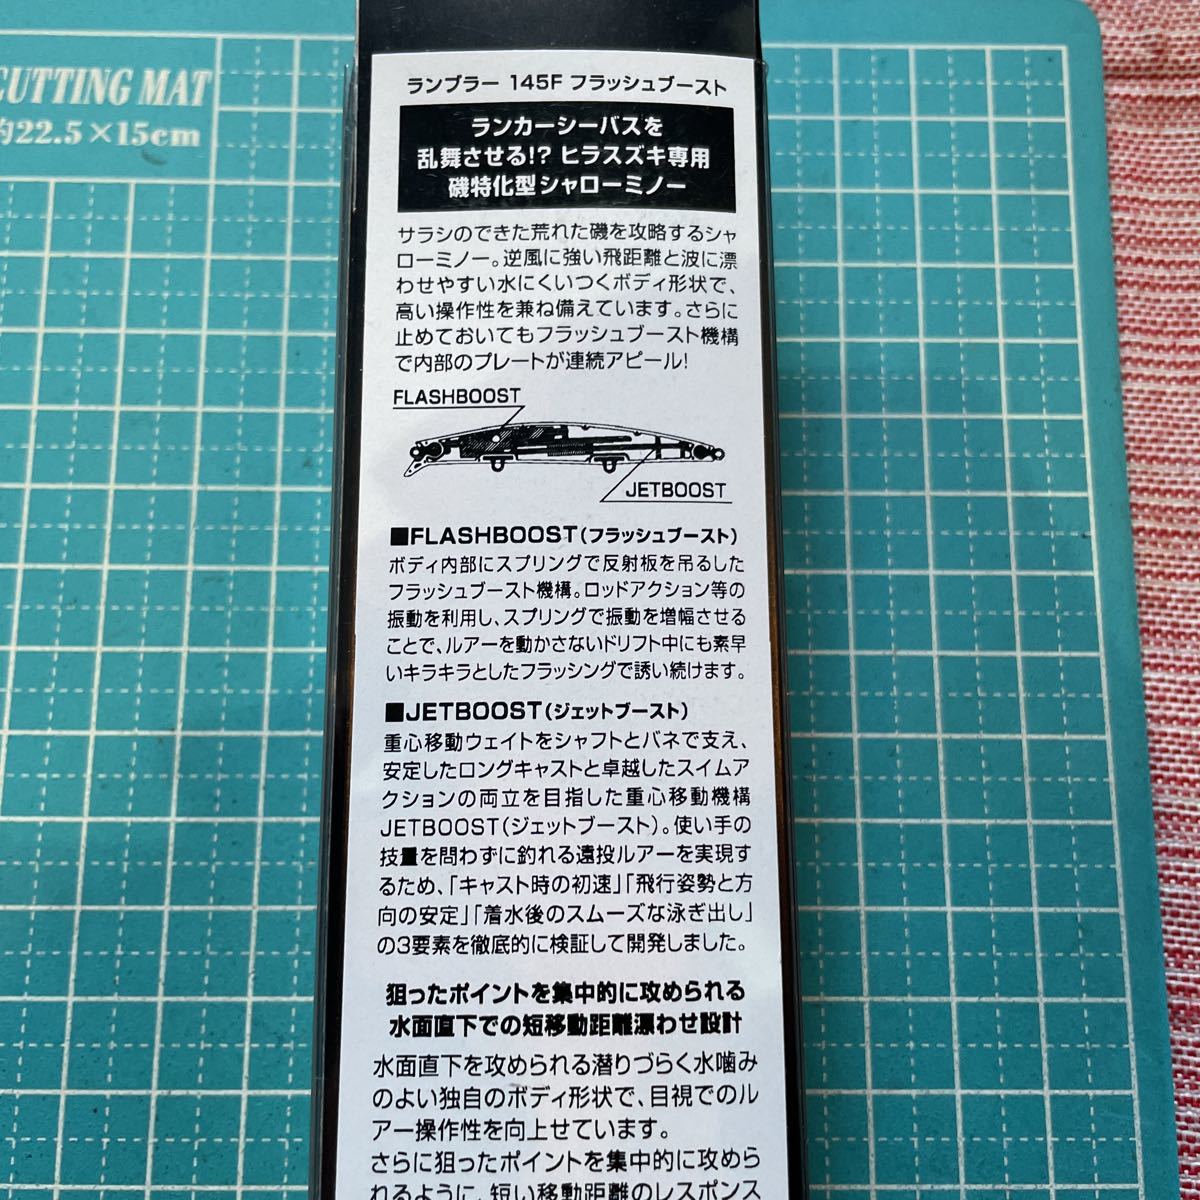 CUTTING MAT
約22.5×15cm
ランブラー 145F フラッシュブースト
ランカーシーバスを
乱舞させる!? ヒラスズキ専用
磯特化型シャローミノー
サラシのできた荒れた磯を攻略するシャ
ローミノー。逆風に強い飛距離と波に漂
わせやすい水にくいつくボディ形状で、
高い操作性を兼ね備えています。さらに
止めておいてもフラッシュブースト機構
で内部のプレートが連続アピール!
FLASHBOOST
JETBOOST
■FLASHBOOST(フラッシュブースト)
ボディ内部にスプリングで反射板を吊るした
フラッシュブースト機構。ロッドアクション等の
振動を利用し、スプリングで振動を増幅させる
ことで、ルアーを動かさないドリフト中にも素早
いキラキラとしたフラッシングで誘い続けます。
■JETBOOST(ジェットブースト)
重心移動ウェイトをシャフトとバネで支え、
安定したロングキャストと卓越したスイムア
クションの両立を目指した重心移動機構
JETBOOST(ジェットブースト)。使い手の
技量を問わずに釣れる遠投ルアーを実現す
るため、「キャスト時の初速」「飛行姿勢と方
向の安定」「着水後のスムーズな泳ぎ出し」
の3要素を徹底的に検証して開発しました。
狙ったポイントを集中的に攻められる
水面直下での短移動距離漂わせ設計
水面直下を攻められる潜りづらく水噛み
のよい独自のボディ形状で、目視でのル
アー操作性を向上せています。
さらに狙ったポイントを集中的に攻めら
れるように、短い移動距離のレスポンス